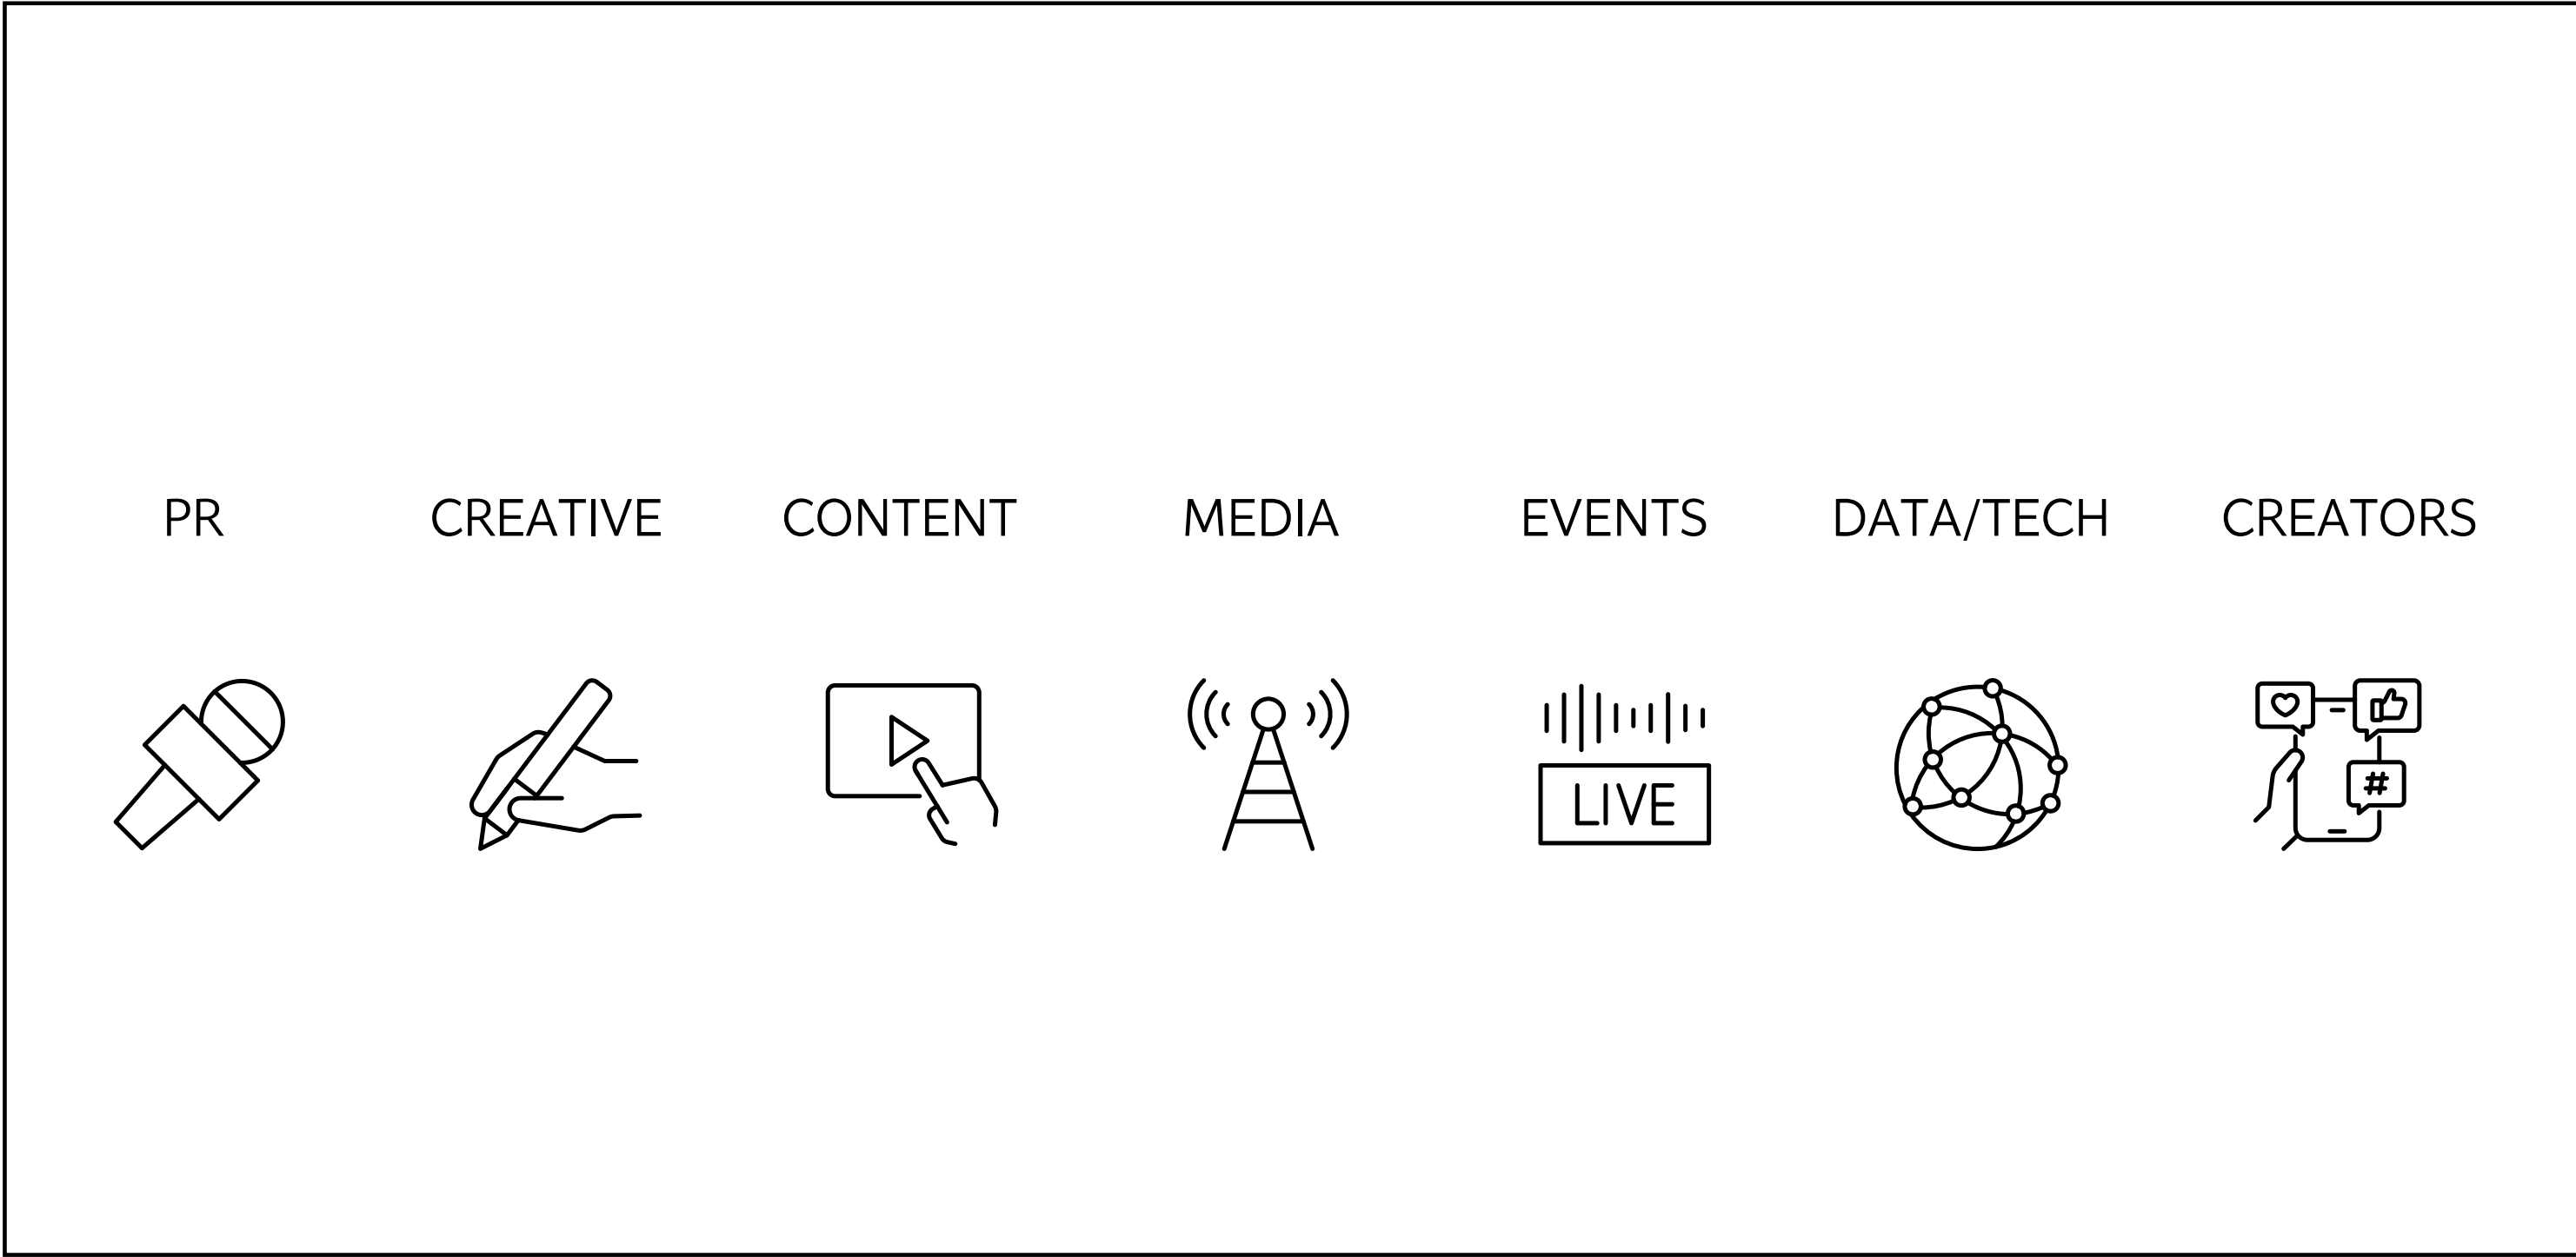 PR CREATIVE CONTENT MEDIA EVENTS DATA/TECH CREATORS
LIVE
#